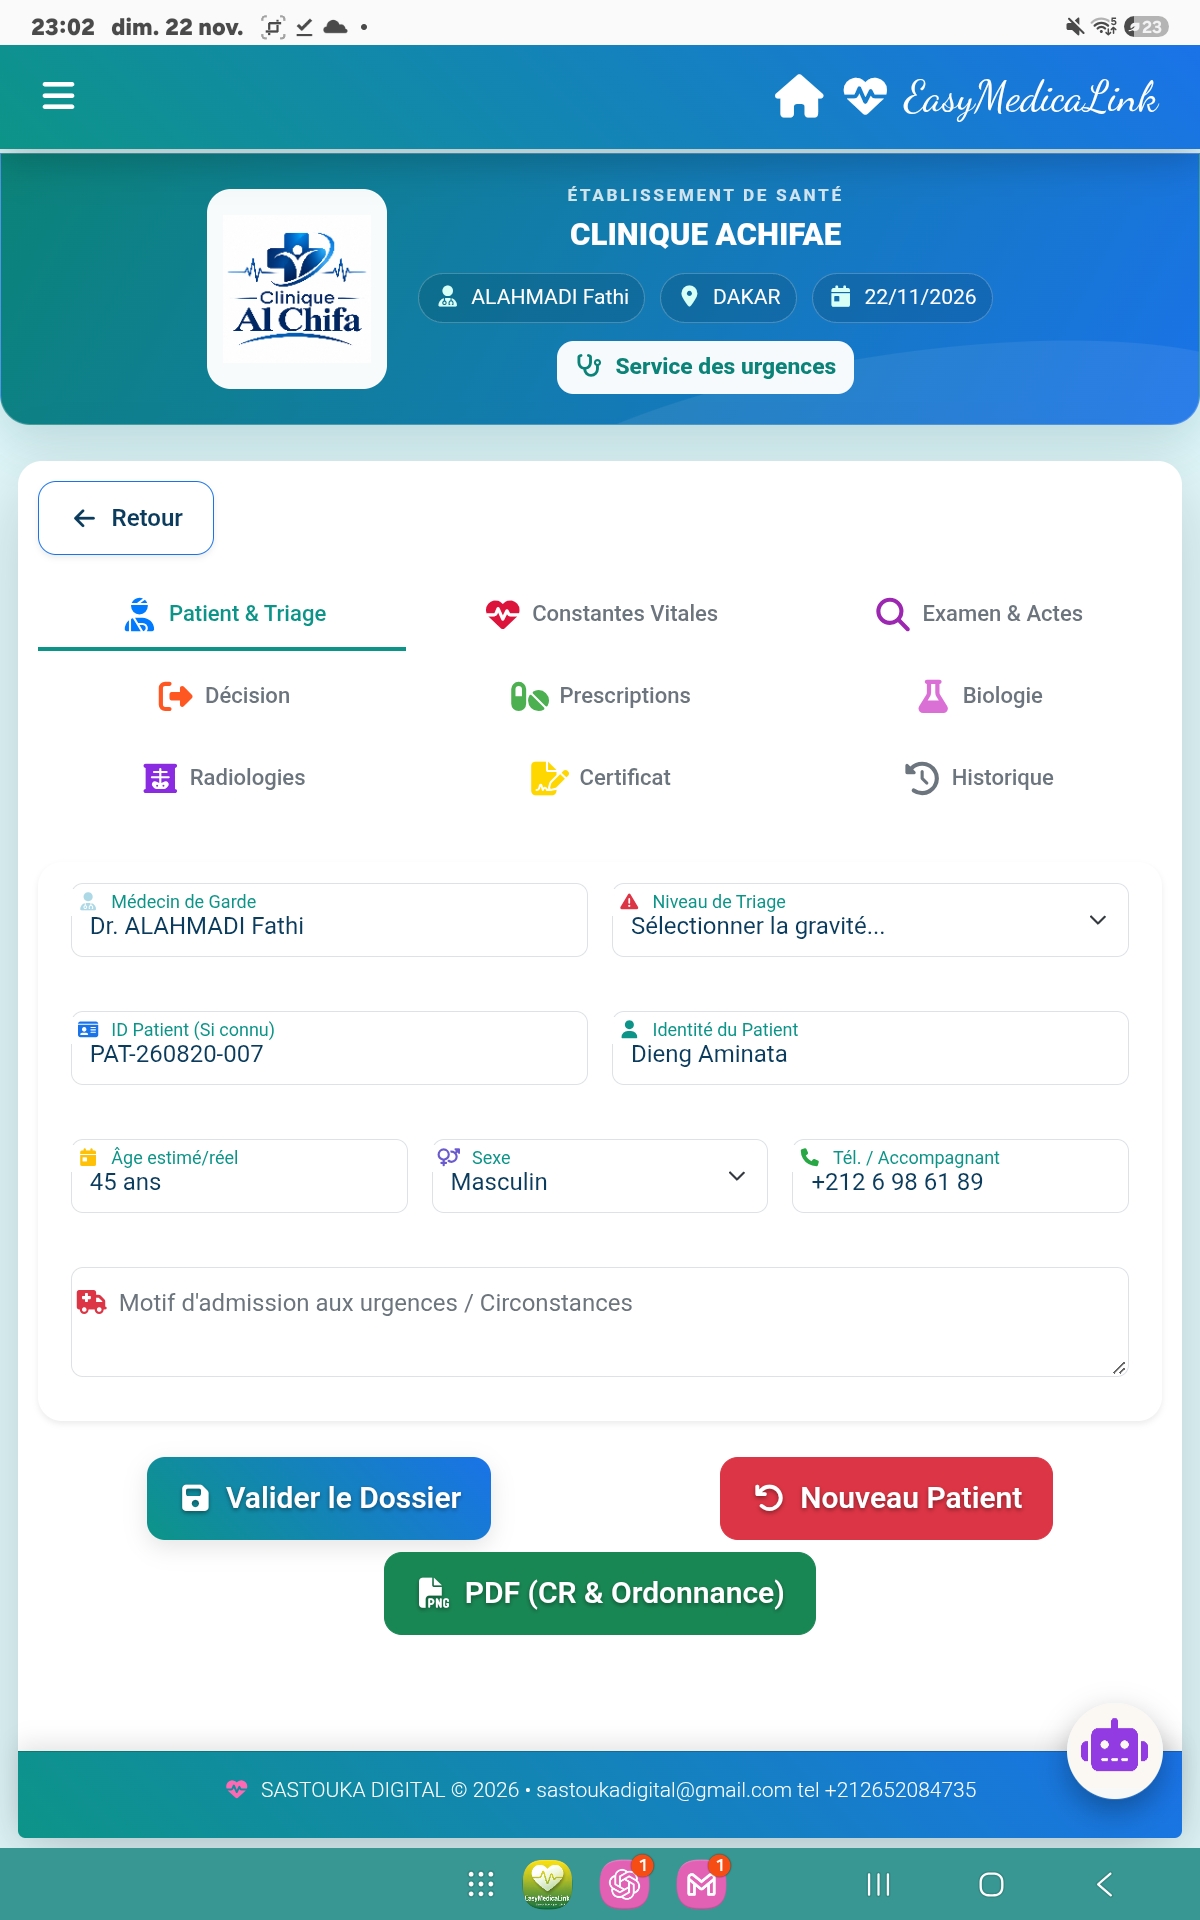 23:02 dim. 22 nov.
23
EasyMedicaLink
ÉTABLISSEMENT DE SANTÉ
CLINIQUE ACHIFAE
Clinique
Al Chifa
ALAHMADI Fathi
DAKAR
22/11/2026
Service des urgences
Retour
Patient & Triage
Constantes Vitales
Examen & Actes
Décision
Prescriptions
Biologie
Radiologies
Certificat
Historique
Médecin de Garde
Dr. ALAHMADI Fathi
Niveau de Triage
Sélectionner la gravité...
ID Patient (Si connu)
PAT-260820-007
Identité du Patient
Dieng Aminata
Âge estimé/réel
45 ans
Sexe
Masculin
Tél. / Accompagnant
+212 6 98 61 89
Motif d'admission aux urgences / Circonstances
Valider le Dossier
Nouveau Patient
PNG
PDF (CR & Ordonnance)
SASTOUKA DIGITAL © 2026 • sastoukadigital@gmail.com tel +212652084735
EasyMedicaLink
1
1